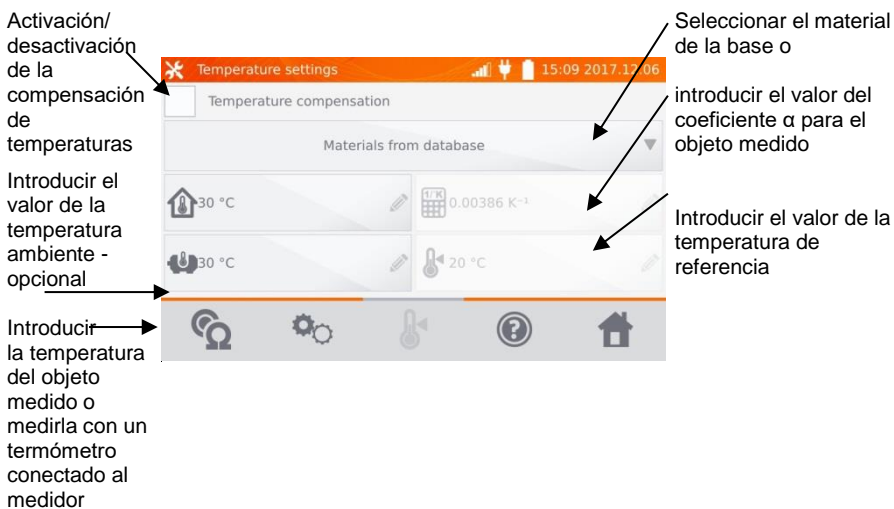 Activación/
desactivación
de la
compensación
de
temperaturas
Introducir el
valor de la
temperatura
ambiente -
opcional
Introducir
la temperatura
del objeto
medido o
medirla con un
termómetro
conectado al
medidor
Temperature settings
15:09 2017.12.06
Temperature compensation
Materials from database
30 °C
1/K
0.00386 K⁻¹
30 °C
20 °C
Seleccionar el material
de la base o
introducir el valor del
coeficiente α para el
objeto medido
Introducir el valor de la
temperatura de
referencia